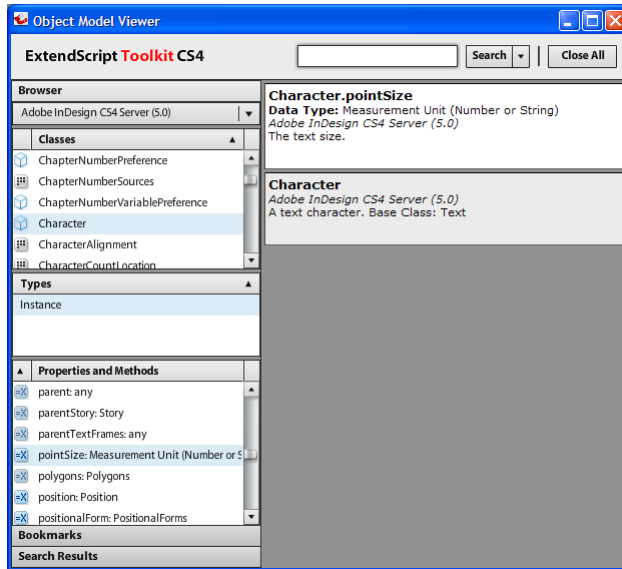 Object Model Viewer
ExtendScript Toolkit CS4
Search
Close All
Browser
Adobe InDesign CS4 Server (5.0)
Classes
ChapterNumberPreference
ChapterNumberSources
ChapterNumberVariablePreference
Character
CharacterAlignment
CharacterCountLocation
Types
Instance
Properties and Methods
parent: any
parentStory: Story
parentTextFrames: any
pointSize: Measurement Unit (Number or S
polygons: Polygons
position: Position
positionalForm: PositionalForms
Bookmarks
Search Results
Character.pointSize
Data Type: Measurement Unit (Number or String)
Adobe InDesign CS4 Server (5.0)
The text size.
Character
Adobe InDesign CS4 Server (5.0)
A text character. Base Class: Text